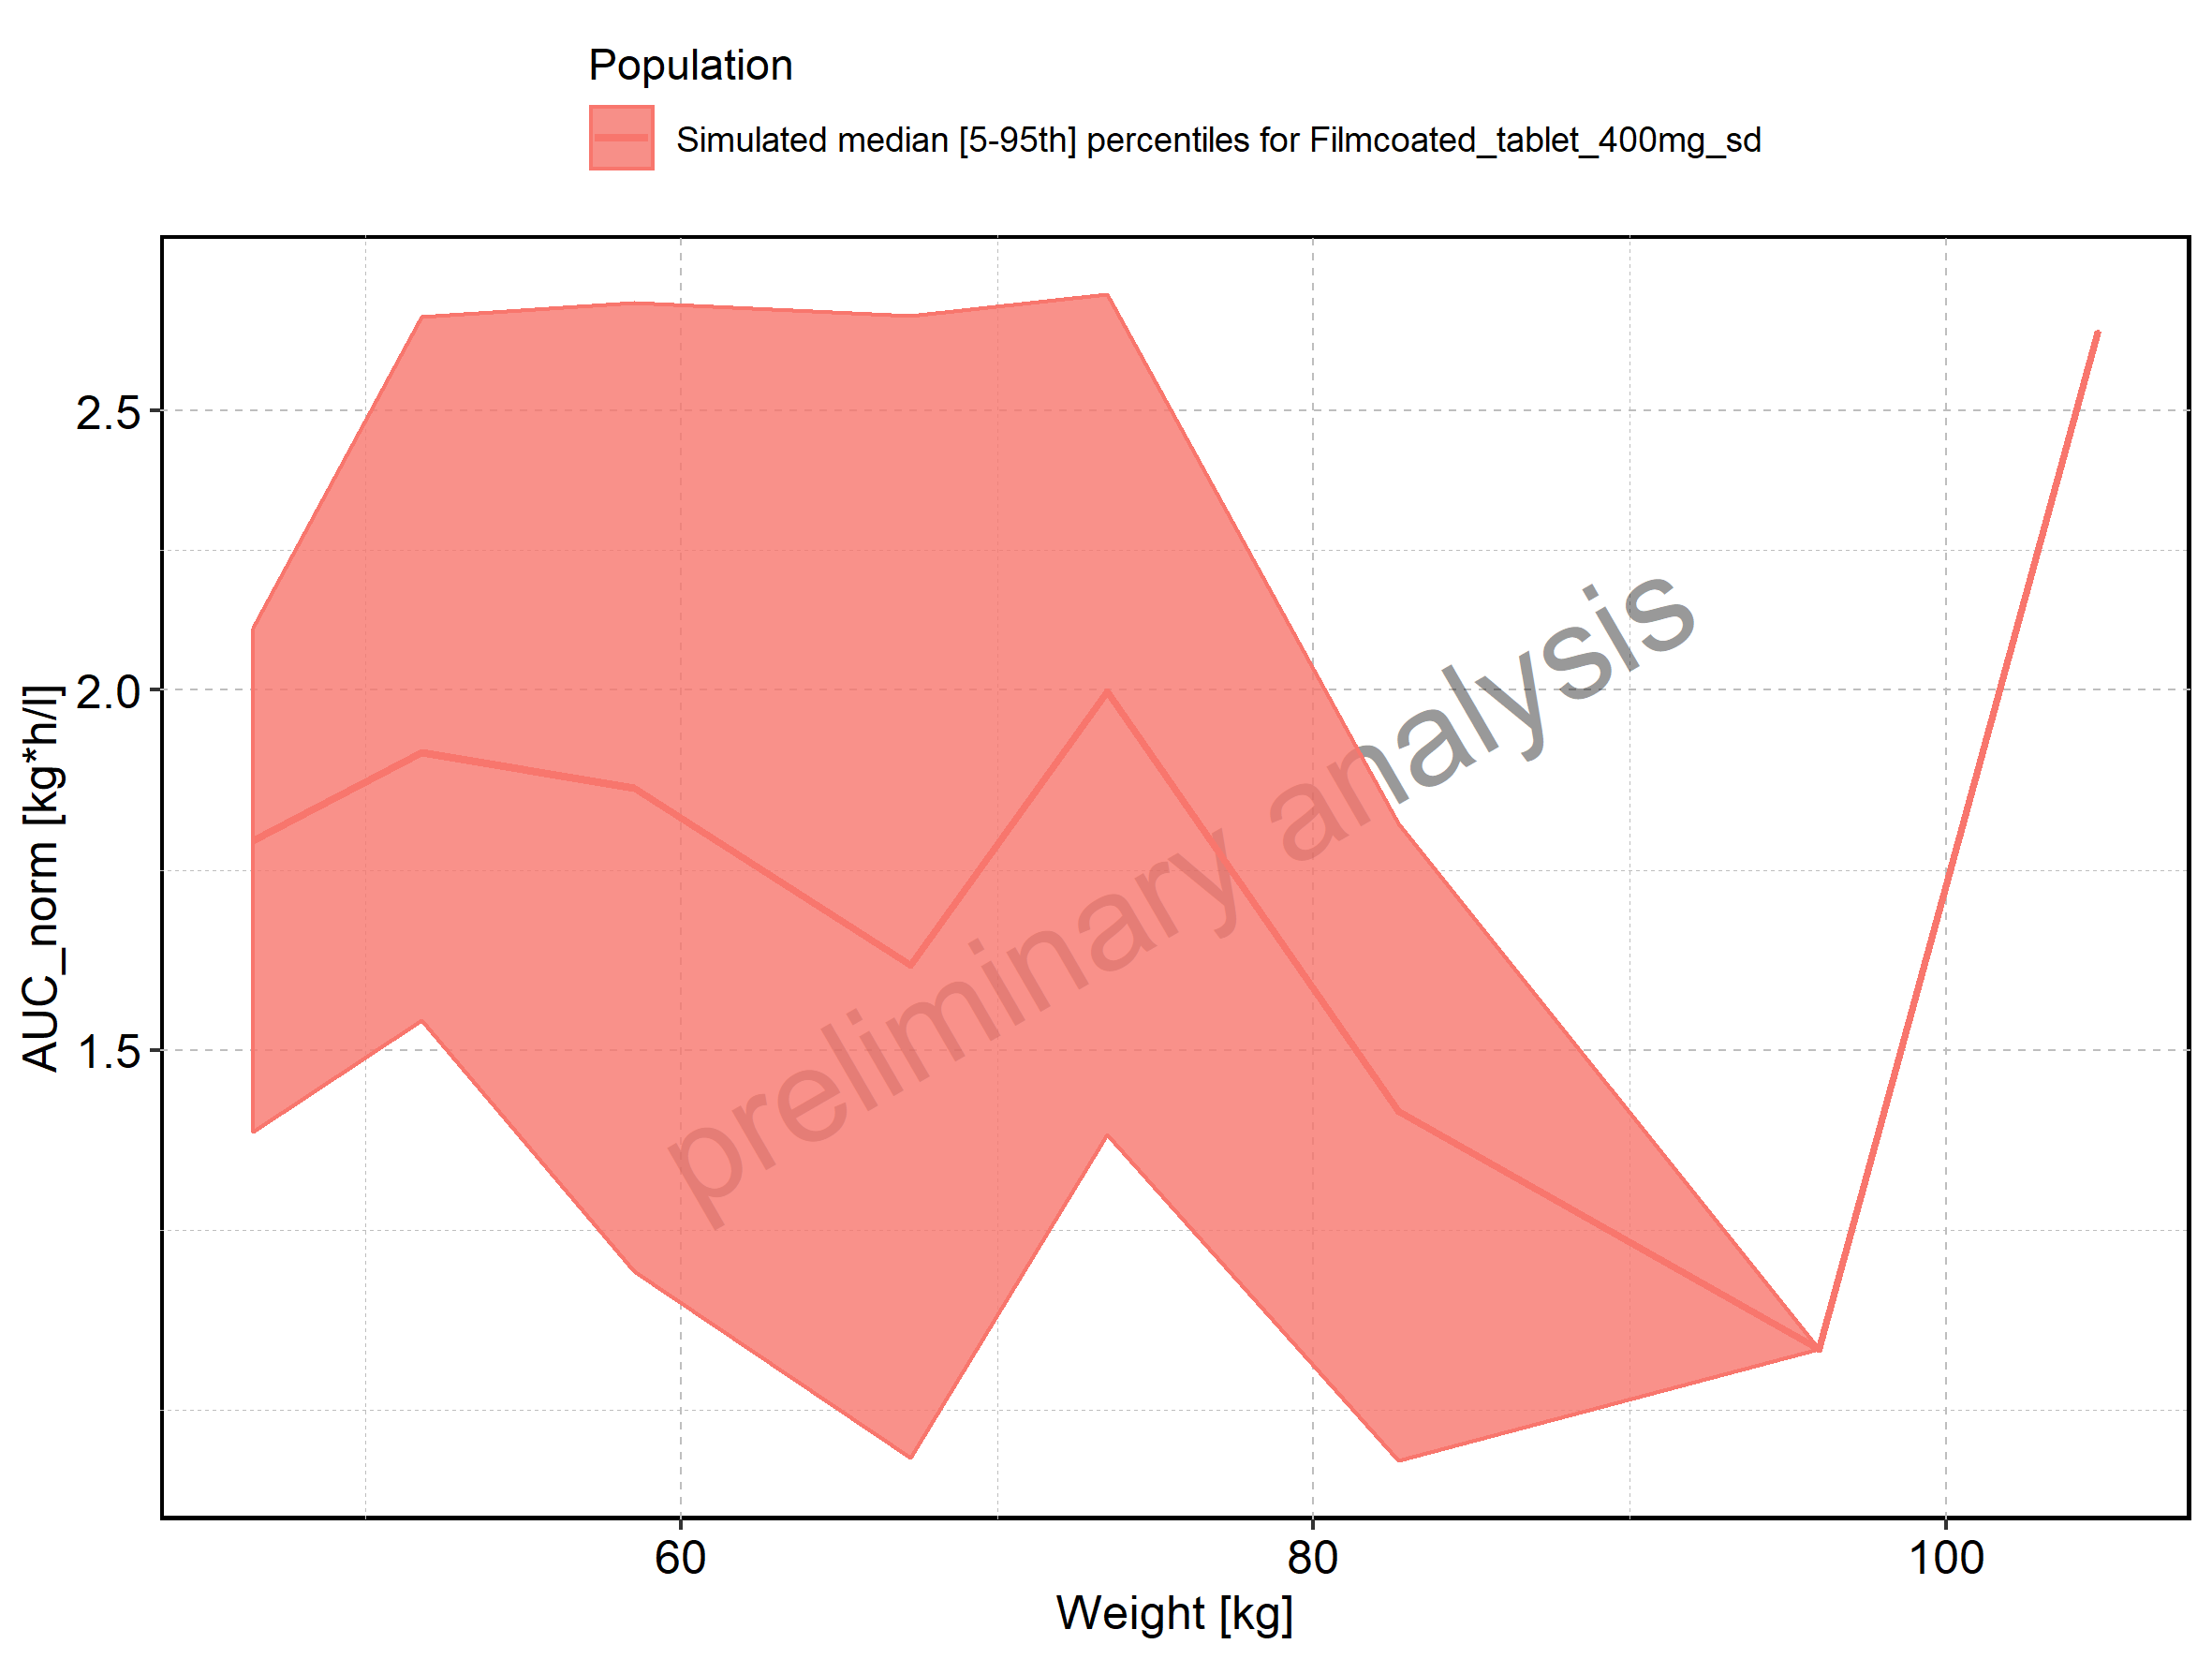 Population
Simulated median [5-95th] percentiles for Filmcoated_tablet_400mg_sd
AUC_norm [kg*h/l]
2.5
2.0
1.5
preliminary analysis
60
80
100
Weight [kg]